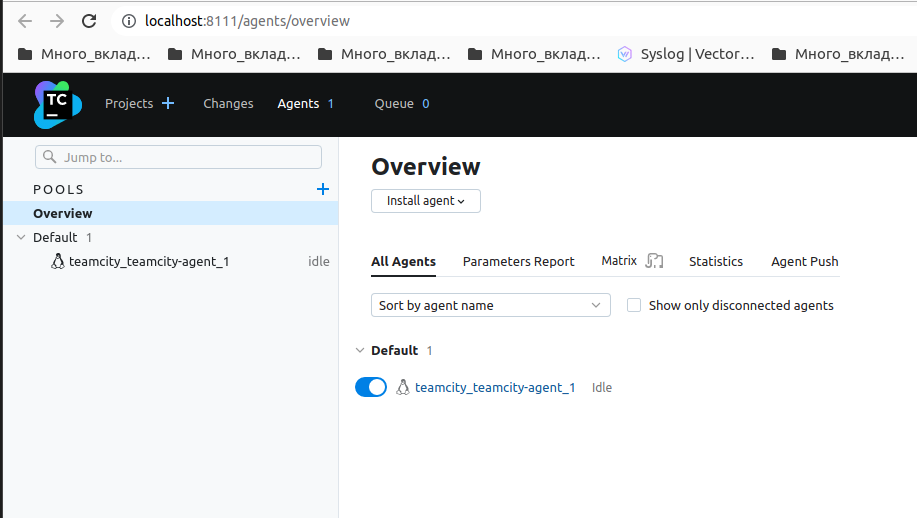 localhost:8111/agents/overview
Много_вклад... Много_вклад... Много_вклад... Много_вклад... Syslog | Vector... Много_вклад...
TC Projects Changes Agents 1 Queue 0
Jump to...
POOLS
Overview
Default 1
teamcity_teamcity-agent_1 idle
Overview
Install agent
All Agents Parameters Report Matrix Statistics Agent Push
Sort by agent name Show only disconnected agents
Default 1
teamcity_teamcity-agent_1 Idle